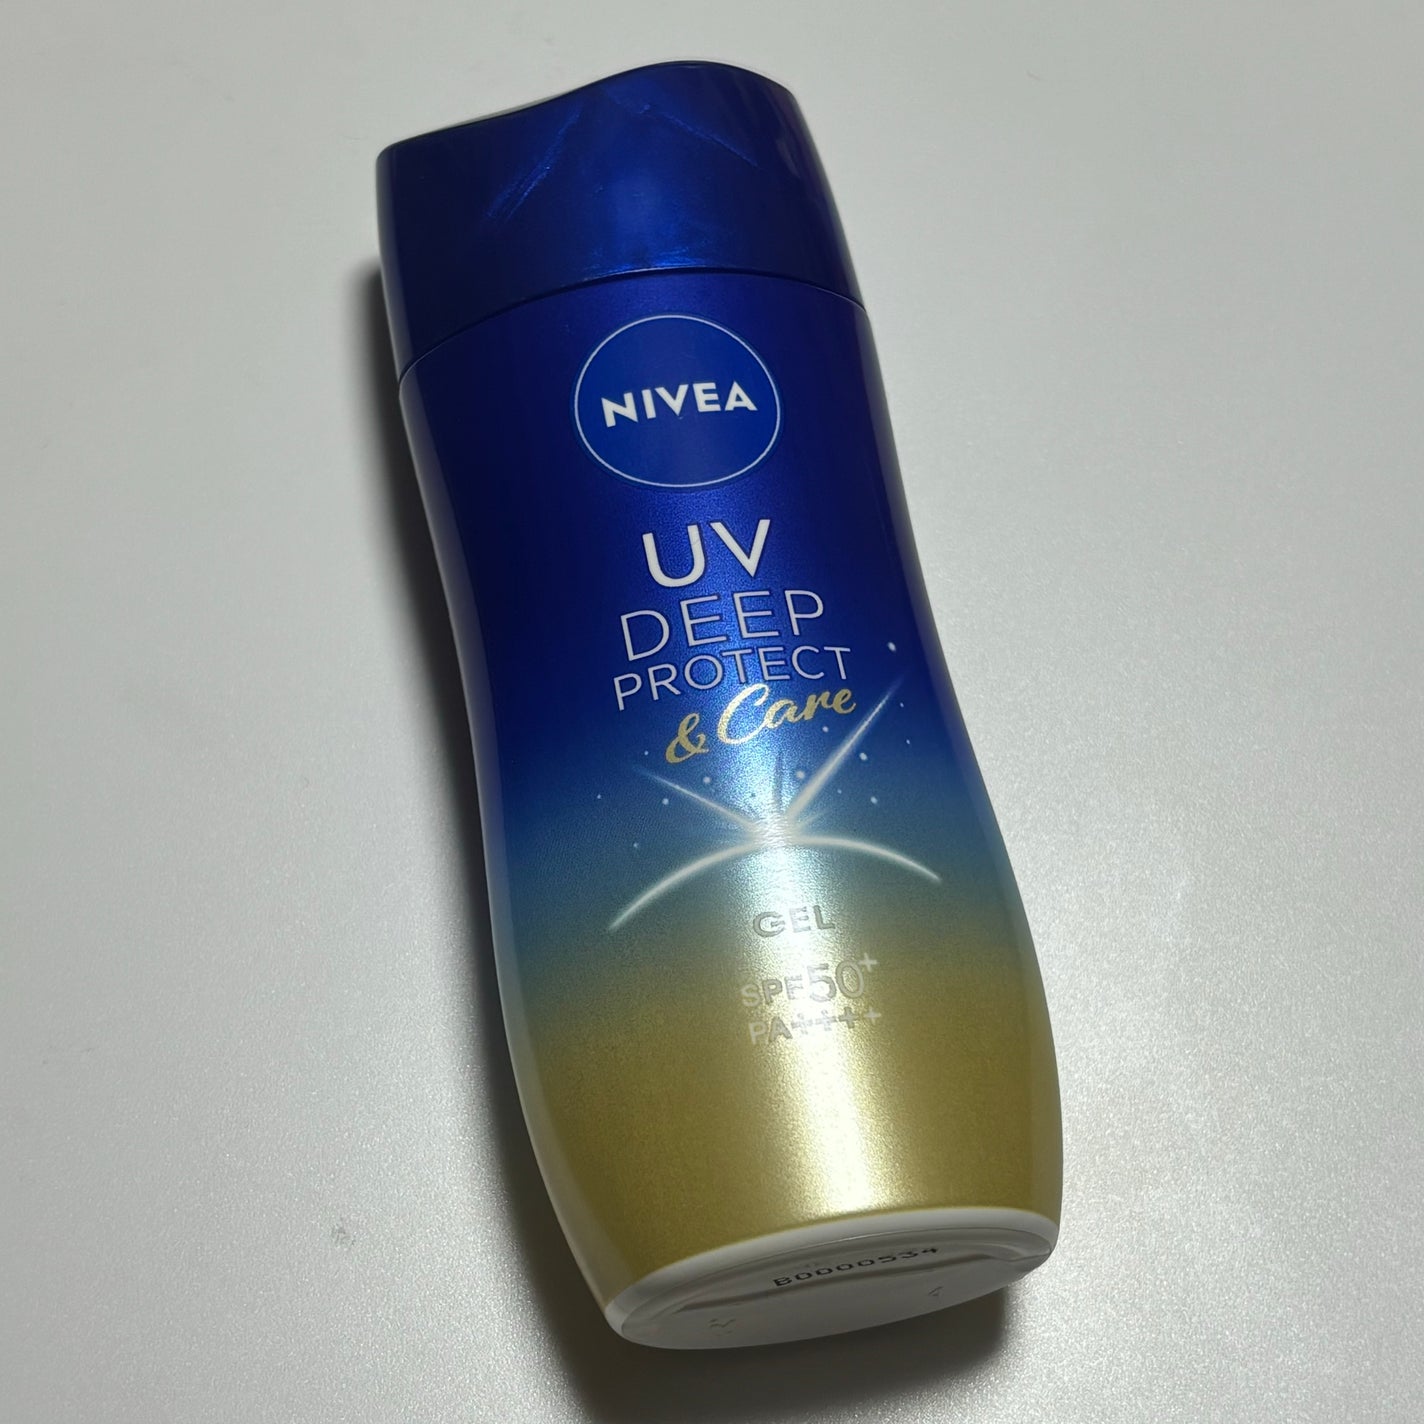 NIVEA
UV
DEEP
PROTECT
& Care
GEL
SPF50+
PA++++
B0000534